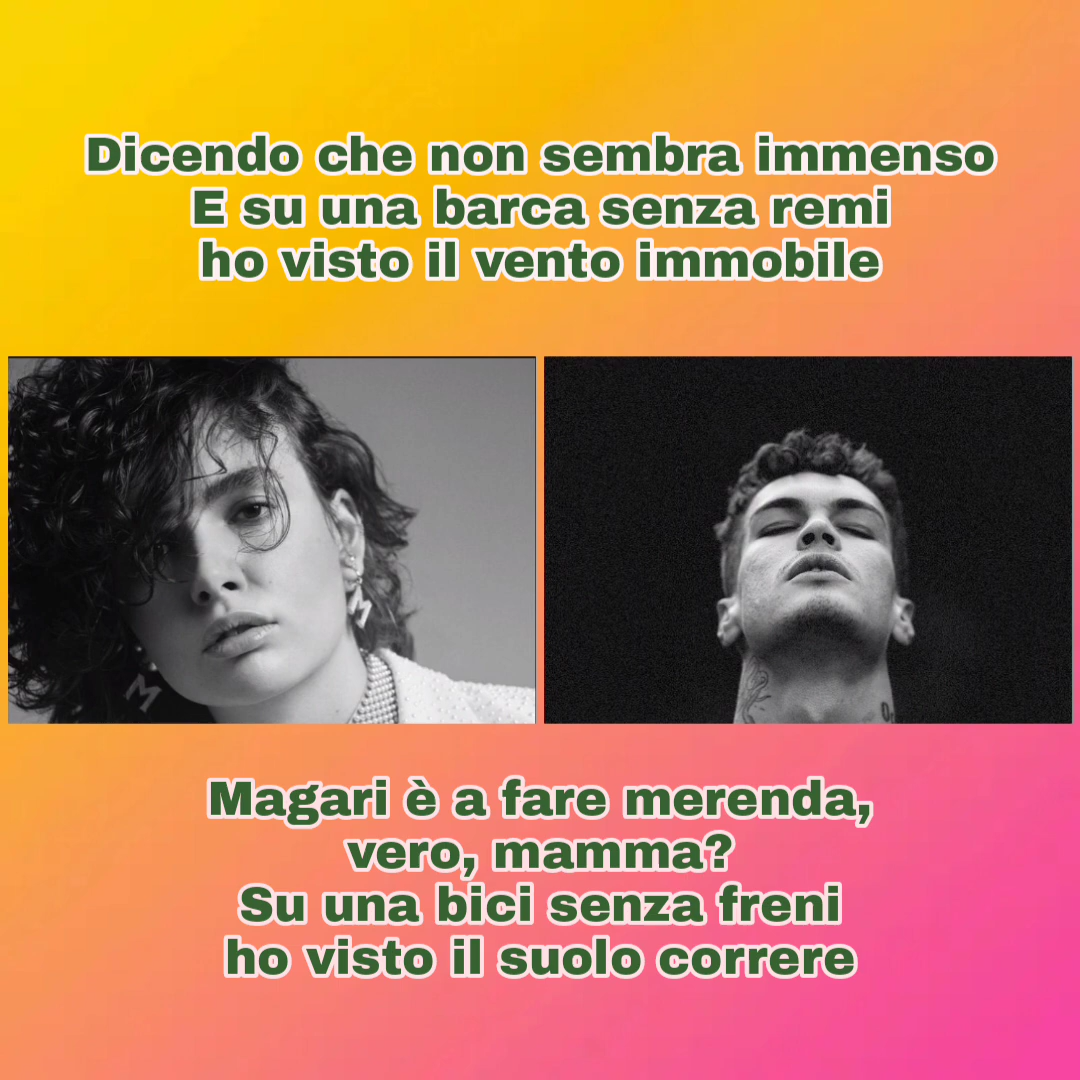 Dicendo che non sembra immenso
E su una barca senza remi
ho visto il vento immobile
M
M
Magari è a fare merenda,
vero, mamma?
Su una bici senza freni
ho visto il suolo correre